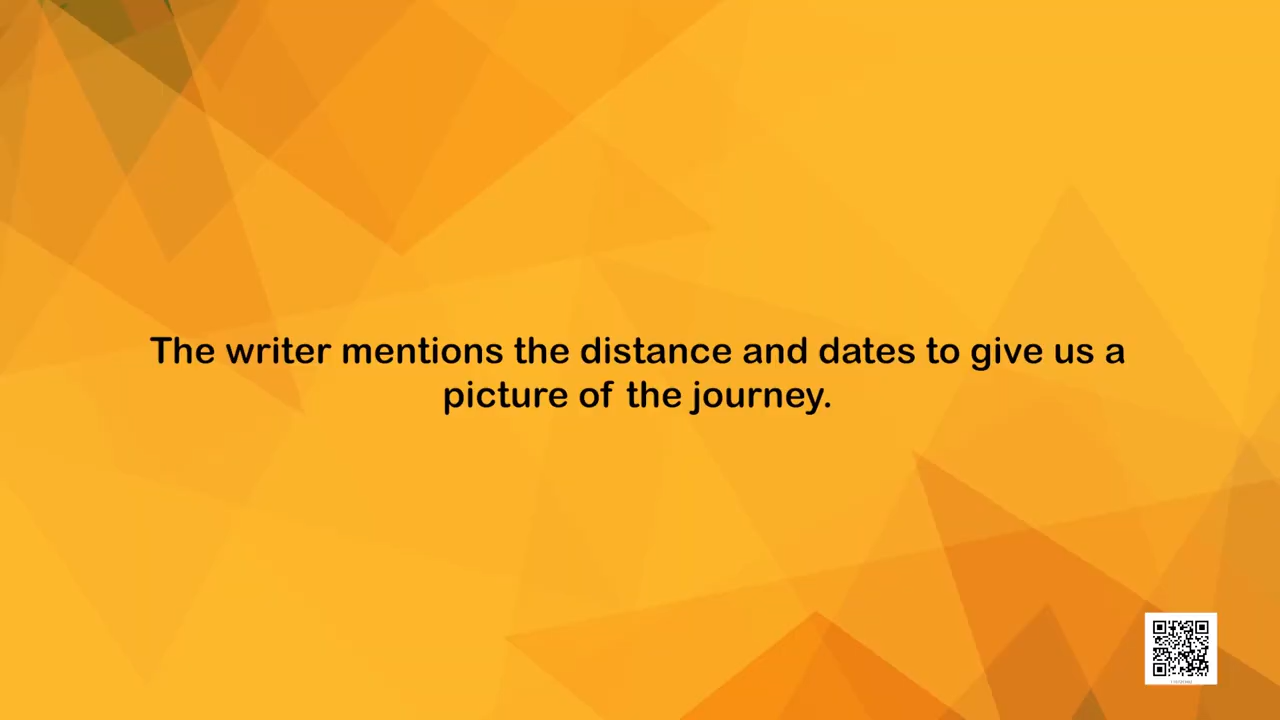 The writer mentions the distance and dates to give us a
picture of the journey.